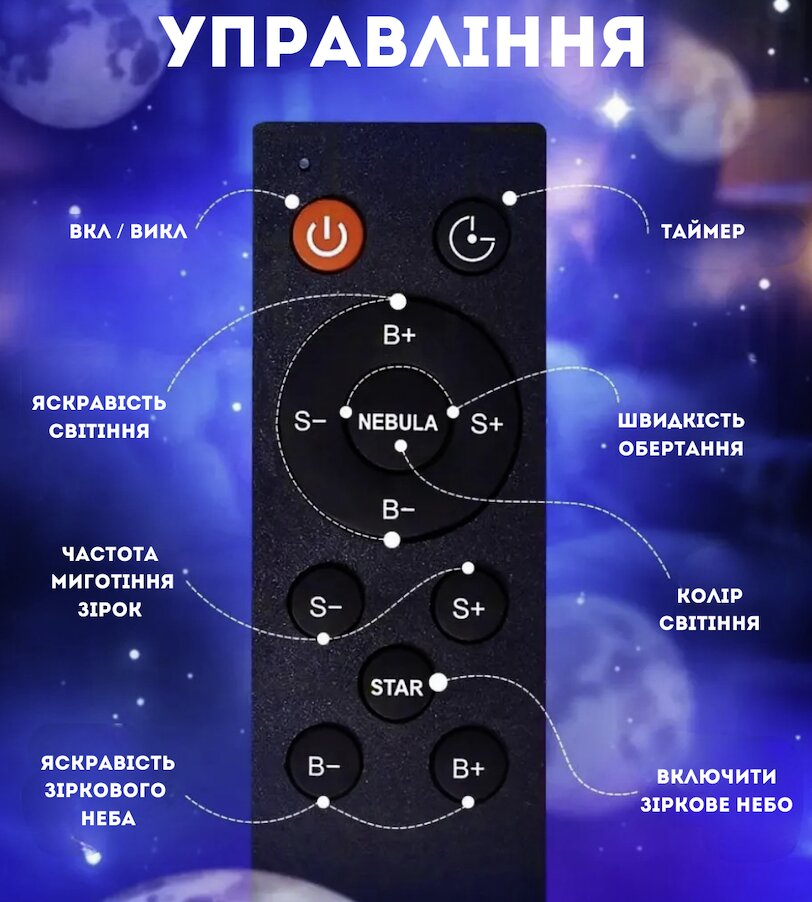 УПРАВЛІННЯ
ВКЛ / ВИКЛ
ТАЙМЕР
B+
ЯСКРАВІСТЬ
СВІТІННЯ
S−
NEBULA
S+
ШВИДКІСТЬ
ОБЕРТАННЯ
B−
ЧАСТОТА
МИГОТІННЯ
ЗІРОК
S−
S+
КОЛІР
СВІТІННЯ
STAR
ЯСКРАВІСТЬ
ЗІРКОВОГО
НЕБА
B−
B+
ВКЛЮЧИТИ
ЗІРКОВЕ НЕБО